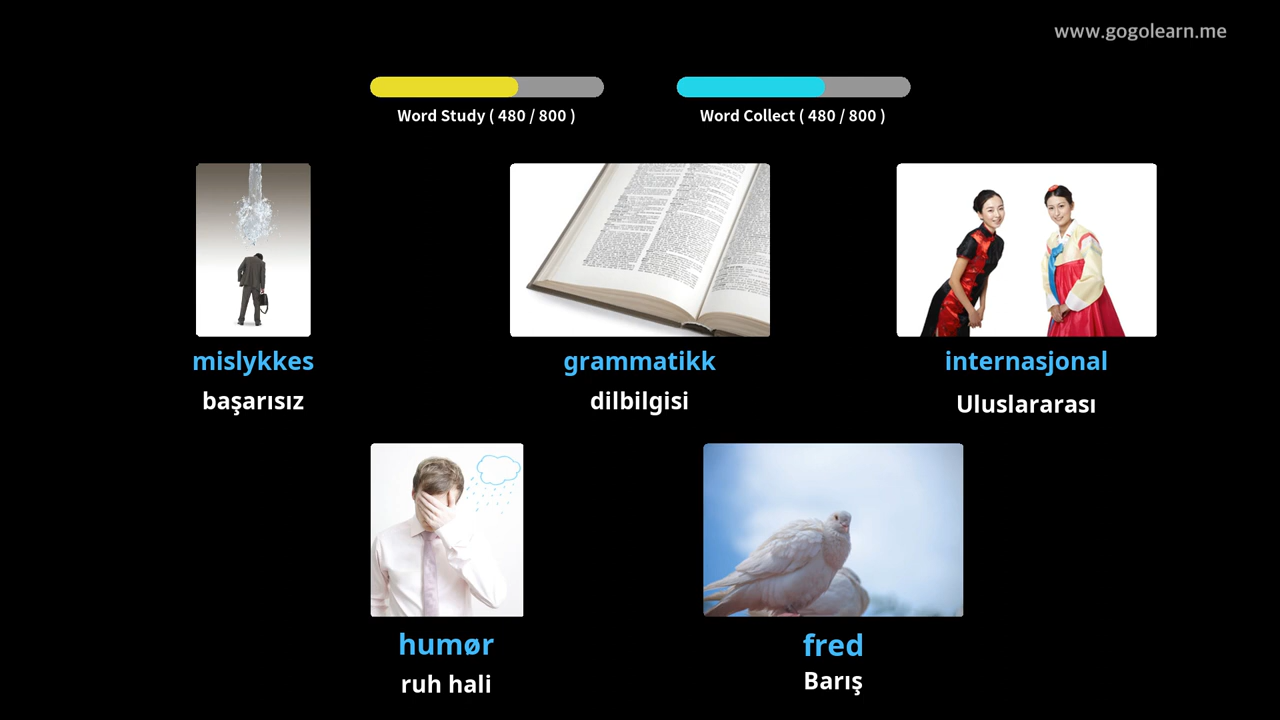 www.gogolearn.me
Word Study ( 480 / 800 )
Word Collect ( 480 / 800 )
mislykkes
grammatikk
internasjonal
başarısız
dilbilgisi
Uluslararası
humør
fred
ruh hali
Barış